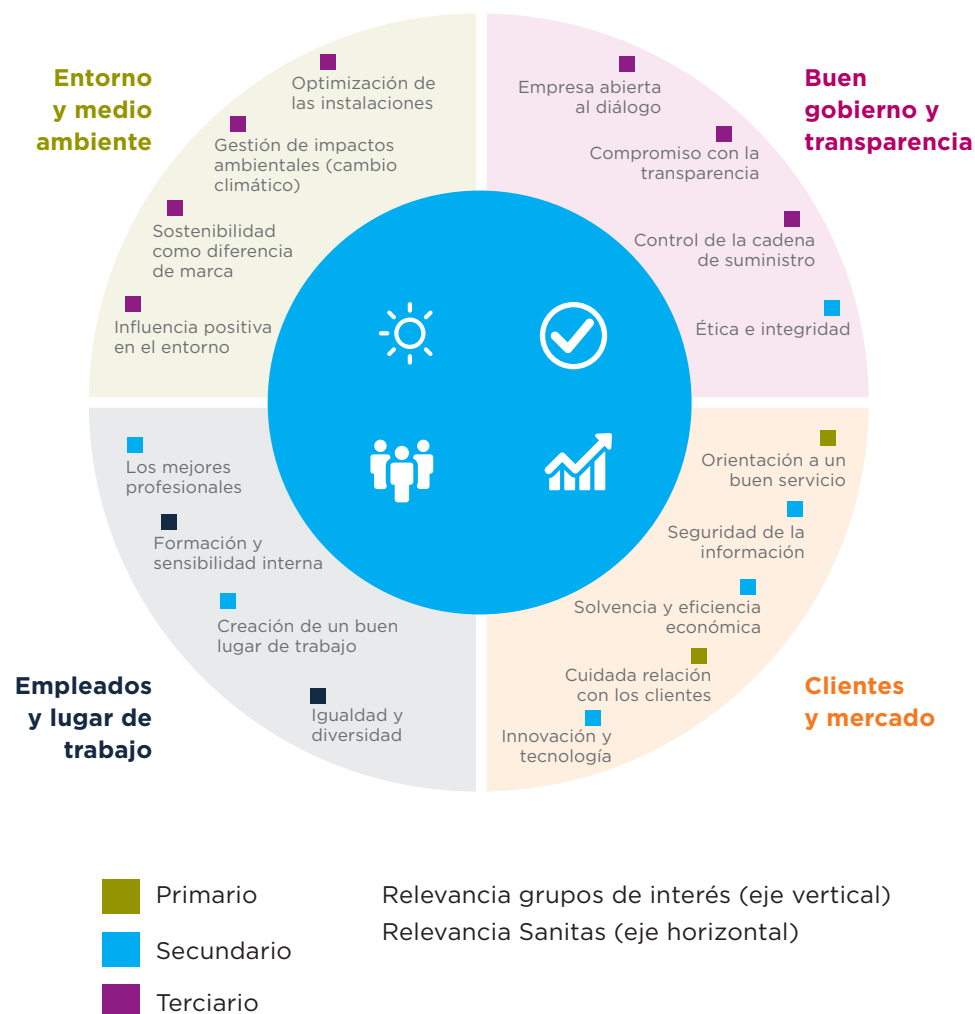 Entorno
y medio
ambiente
Optimización de
las instalaciones
Gestión de impactos
ambientales (cambio
climático)
Sostenibilidad
como diferencia
de marca
Influencia positiva
en el entorno
Buen
gobierno y
transparencia
Empresa abierta
al diálogo
Compromiso con la
transparencia
Control de la cadena
de suministro
Ética e integridad
Empleados
y lugar de
trabajo
Los mejores
profesionales
Formación y
sensibilidad interna
Creación de un buen
lugar de trabajo
Igualdad y
diversidad
Clientes
y mercado
Orientación a un
buen servicio
Seguridad de la
información
Solvencia y eficiencia
económica
Cuidada relación
con los clientes
Innovación y
tecnología
Primario
Secundario
Terciario
Relevancia grupos de interés (eje vertical)
Relevancia Sanitas (eje horizontal)